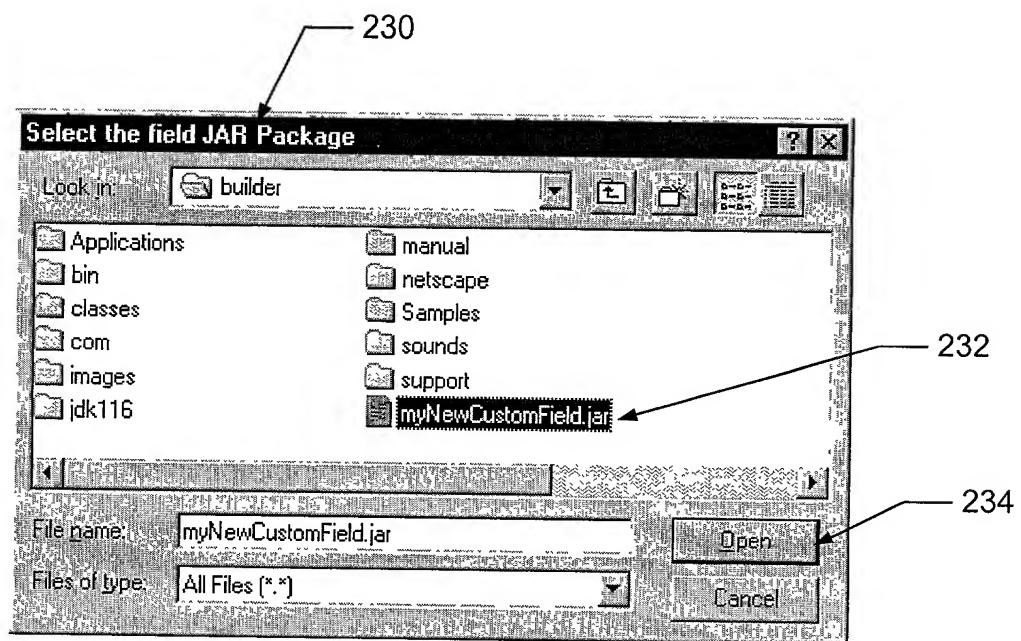 230
Select the field JAR Package
Look in: builder
Applications manual
bin netscape
classes Samples
com sounds
images support
jdk116 myNewCustomField.jar
232
234
File name: myNewCustomField.jar Open
Files of type: All Files (*.*) Cancel